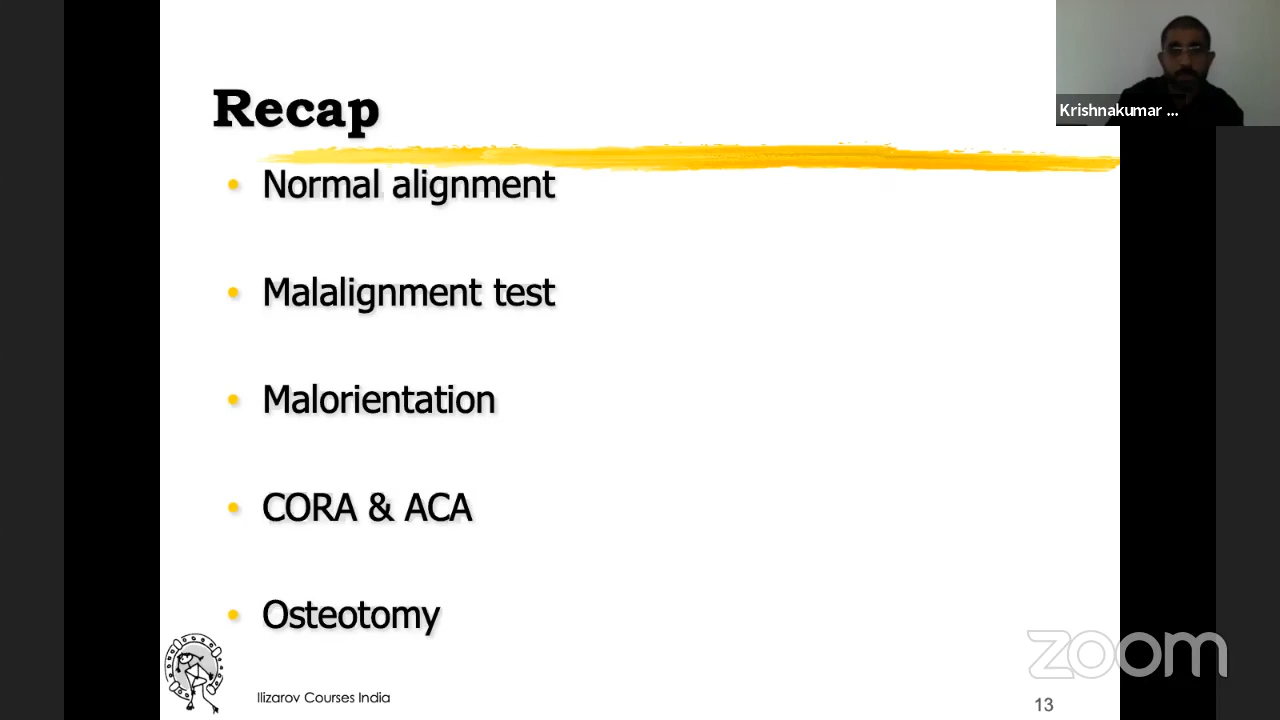 Recap
Krishnakumar ...
• Normal alignment
• Malalignment test
• Malorientation
• CORA & ACA
• Osteotomy
Ilizarov Courses India
zoom
13